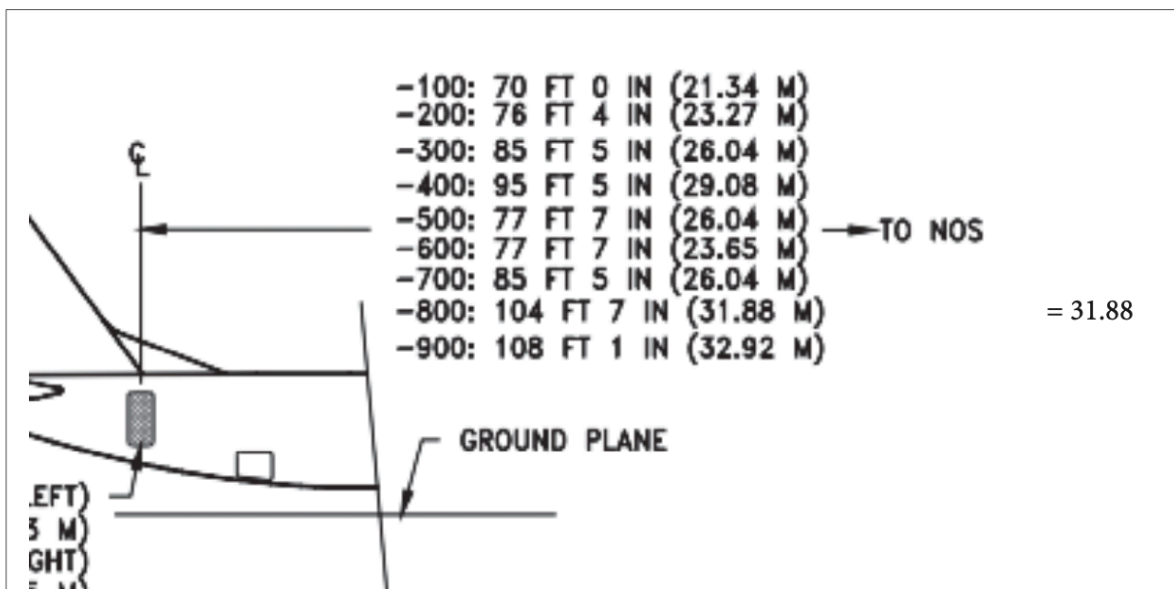 -100: 70 FT 0 IN (21.34 M)
-200: 76 FT 4 IN (23.27 M)
-300: 85 FT 5 IN (26.04 M)
℄
-400: 95 FT 5 IN (29.08 M)
-500: 77 FT 7 IN (26.04 M)
TO NOS
-600: 77 FT 7 IN (23.65 M)
-700: 85 FT 5 IN (26.04 M)
-800: 104 FT 7 IN (31.88 M)
= 31.88
-900: 108 FT 1 IN (32.92 M)
GROUND PLANE
LEFT)
3 M)
GHT)